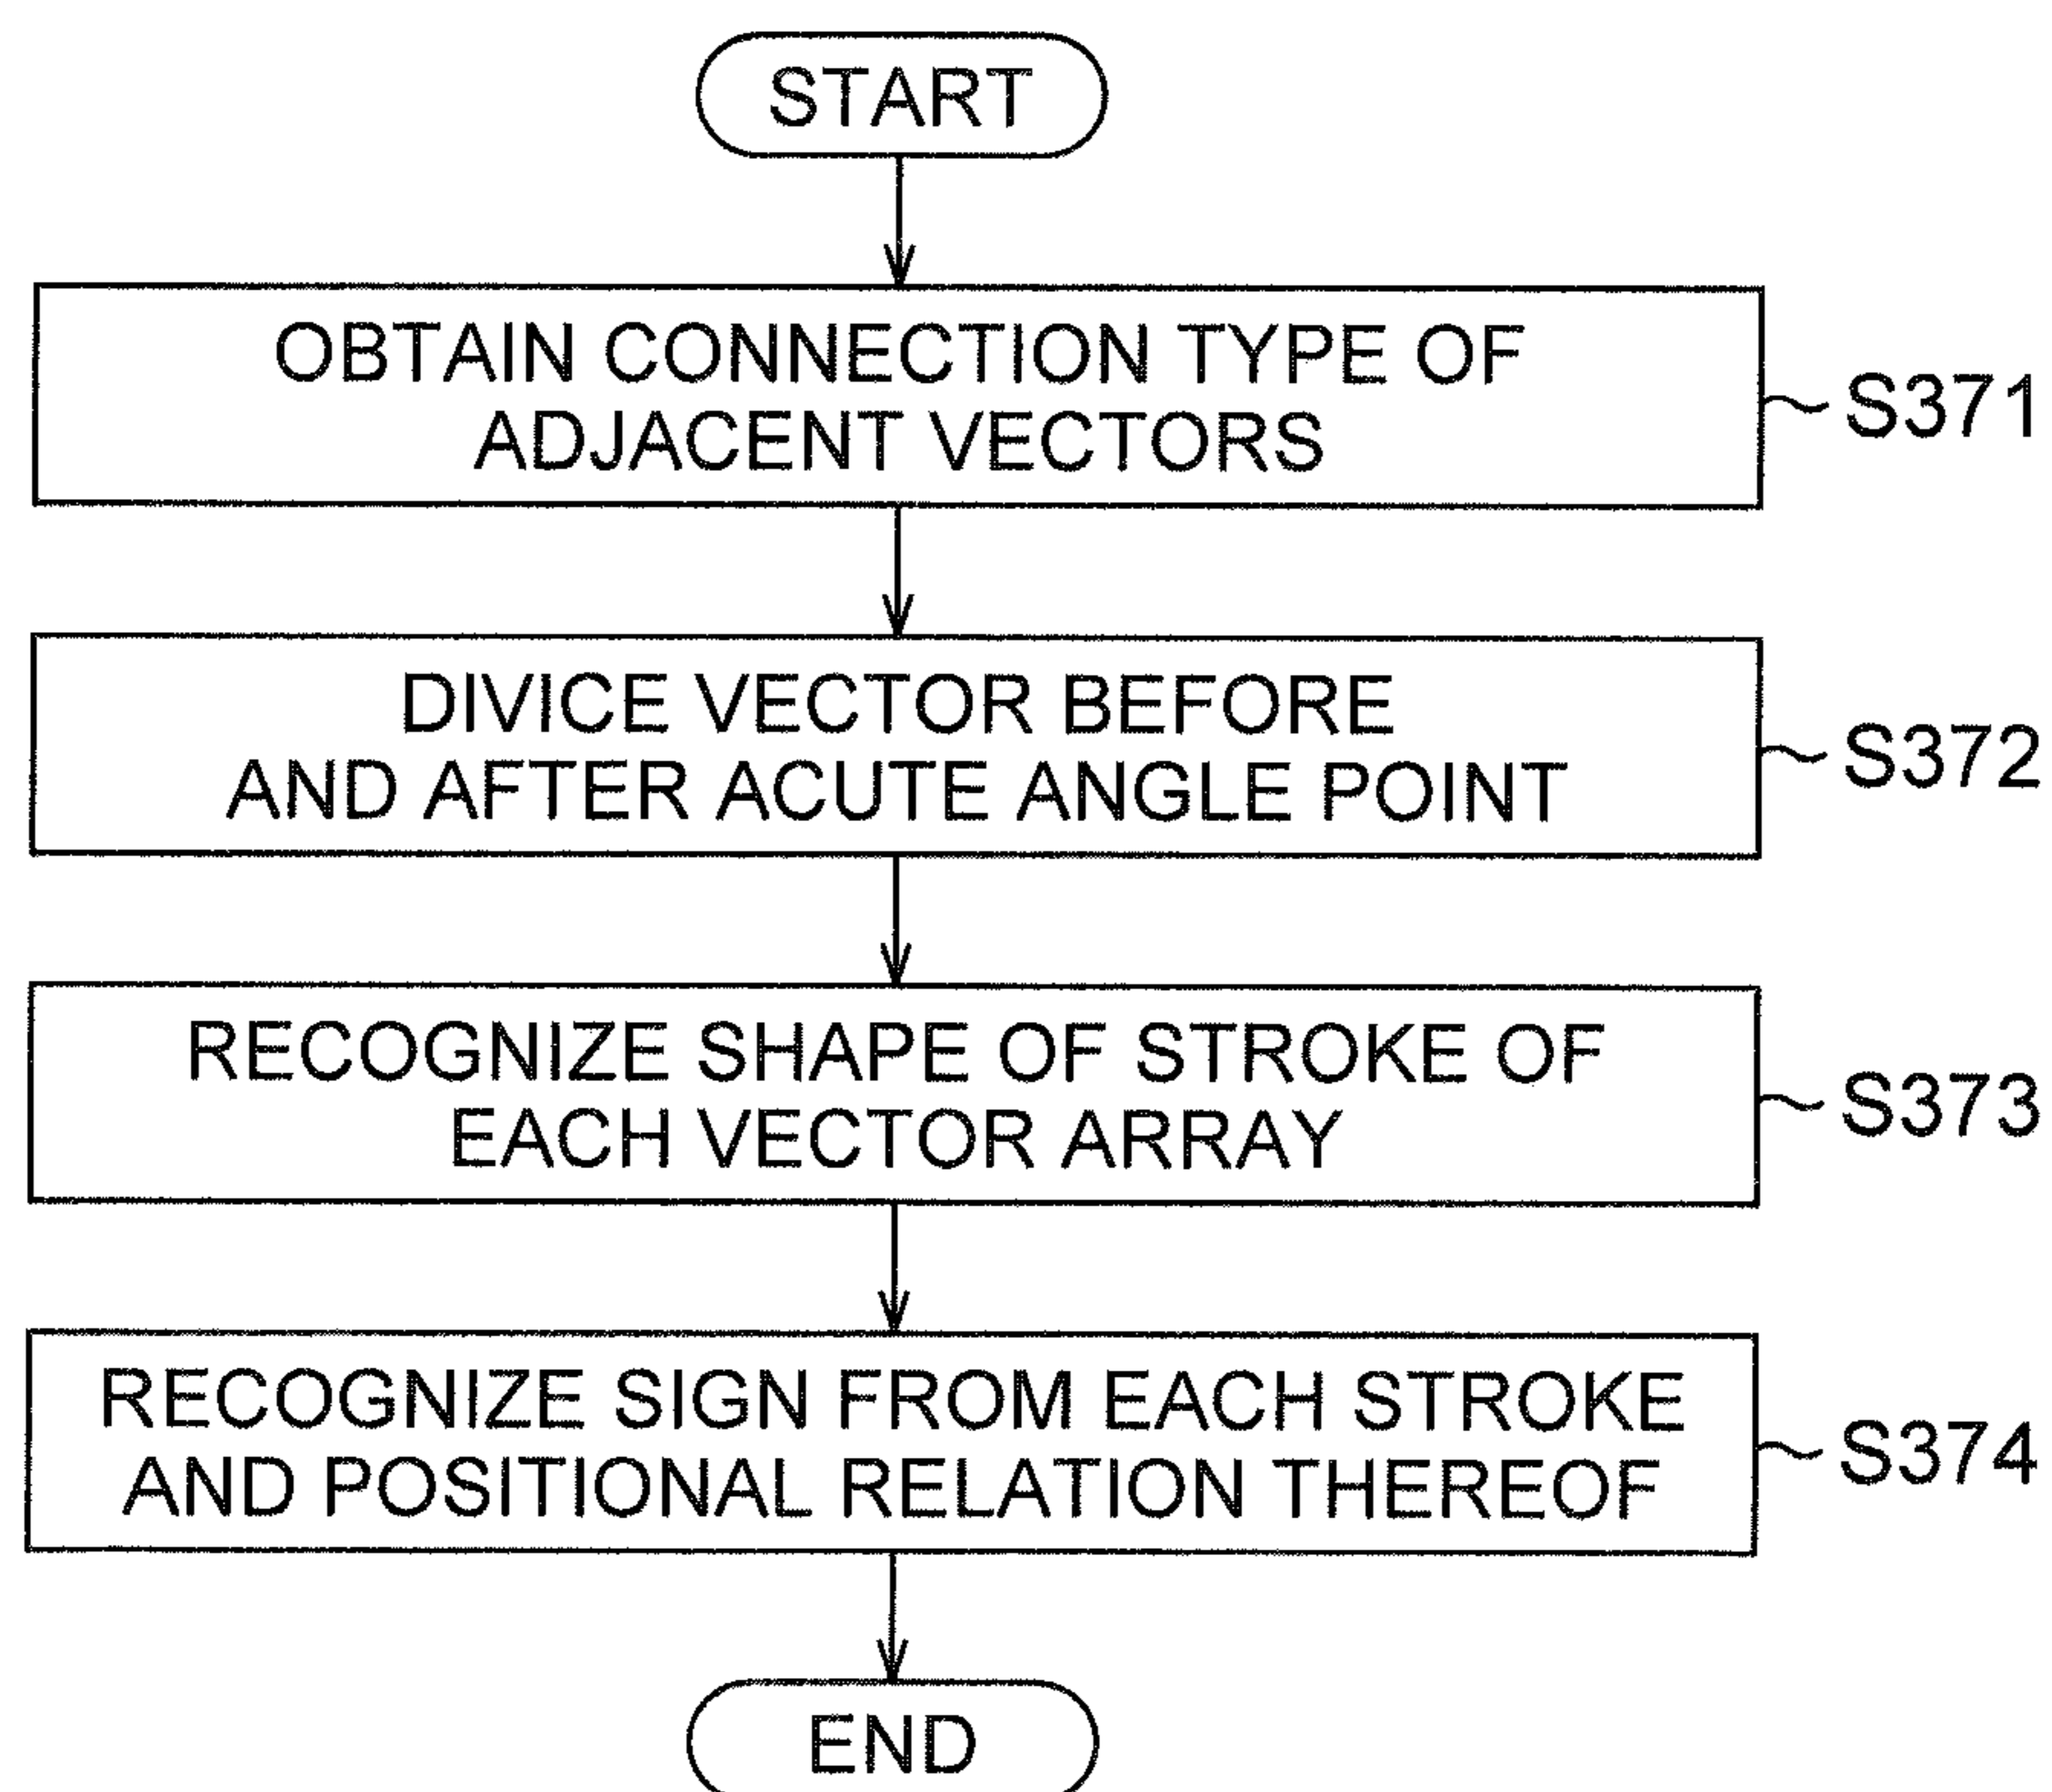 START
OBTAIN CONNECTION TYPE OF
ADJACENT VECTORS
S371
DIVICE VECTOR BEFORE
AND AFTER ACUTE ANGLE POINT
S372
RECOGNIZE SHAPE OF STROKE OF
EACH VECTOR ARRAY
S373
RECOGNIZE SIGN FROM EACH STROKE
AND POSITIONAL RELATION THEREOF
S374
END